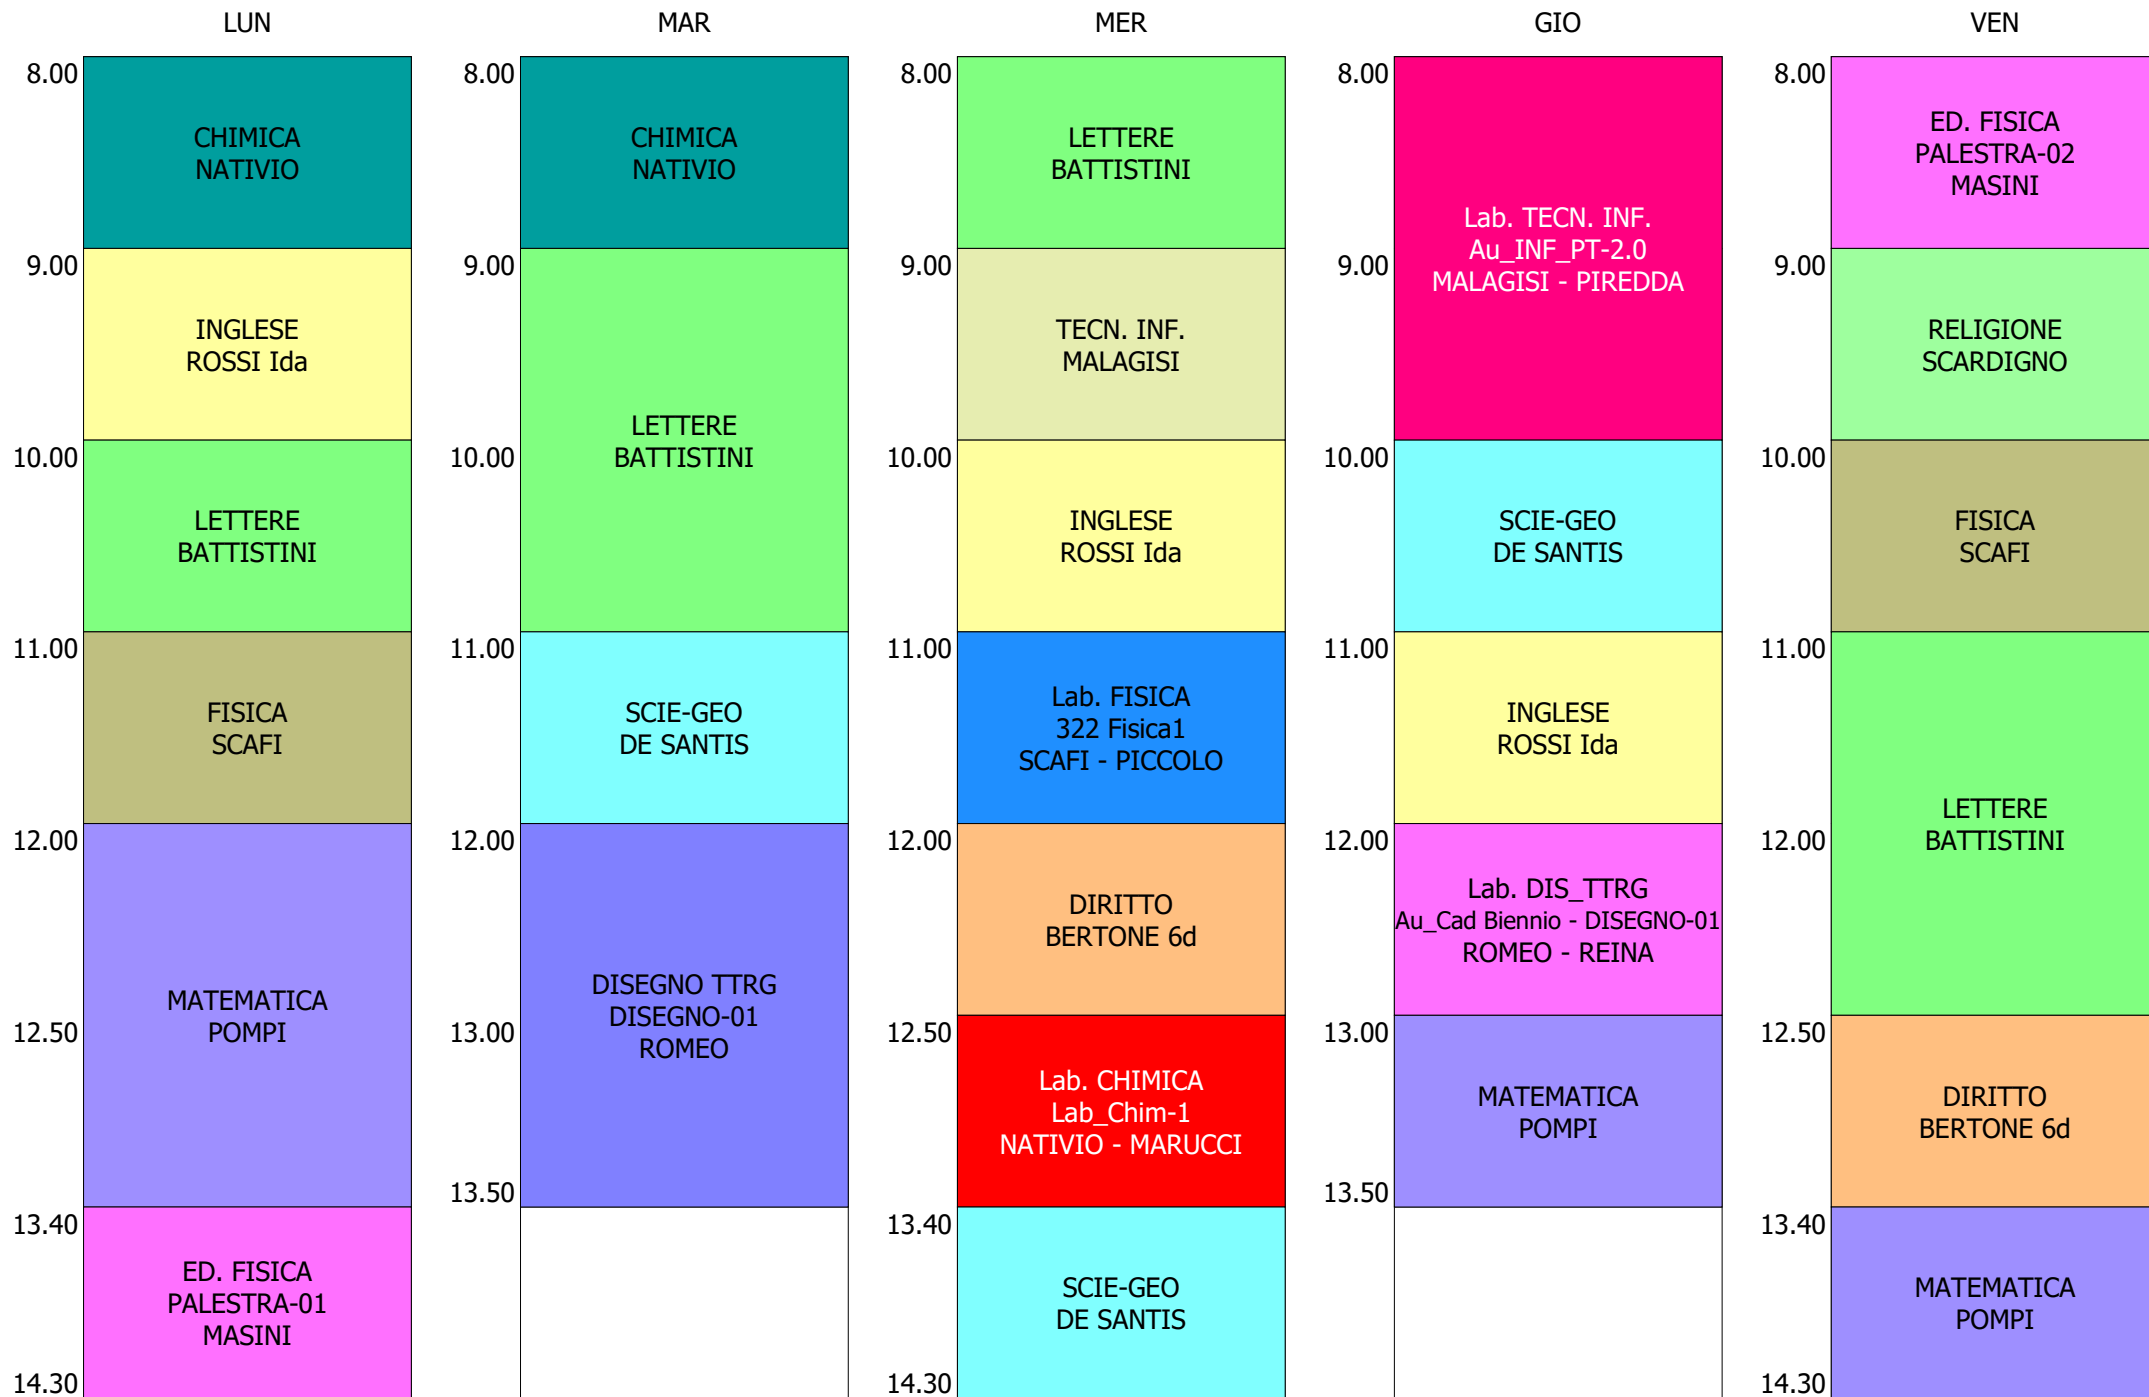 LUN
8.00
CHIMICA
NATIVIO
9.00
INGLESE
ROSSI Ida
10.00
LETTERE
BATTISTINI
11.00
FISICA
SCAFI
12.00
MATEMATICA
POMPI
12.50
13.40
ED. FISICA
PALESTRA-01
MASINI
14.30
MAR
8.00
CHIMICA
NATIVIO
9.00
LETTERE
BATTISTINI
10.00
11.00
SCIE-GEO
DE SANTIS
12.00
DISEGNO TTRG
DISEGNO-01
ROMEO
13.00
13.50
MER
8.00
LETTERE
BATTISTINI
9.00
TECN. INF.
MALAGISI
10.00
INGLESE
ROSSI Ida
11.00
Lab. FISICA
322 Fisica1
SCAFI - PICCOLO
12.00
DIRITTO
BERTONE 6d
12.50
Lab. CHIMICA
Lab_Chim-1
NATIVIO - MARUCCI
13.40
SCIE-GEO
DE SANTIS
14.30
GIO
8.00
Lab. TECN. INF.
Au_INF_PT-2.0
MALAGISI - PIREDDA
9.00
10.00
SCIE-GEO
DE SANTIS
11.00
INGLESE
ROSSI Ida
12.00
Lab. DIS_TTRG
Au_Cad Biennio - DISEGNO-01
ROMEO - REINA
13.00
MATEMATICA
POMPI
13.50
VEN
8.00
ED. FISICA
PALESTRA-02
MASINI
9.00
RELIGIONE
SCARDIGNO
10.00
FISICA
SCAFI
11.00
LETTERE
BATTISTINI
12.00
12.50
DIRITTO
BERTONE 6d
13.40
MATEMATICA
POMPI
14.30